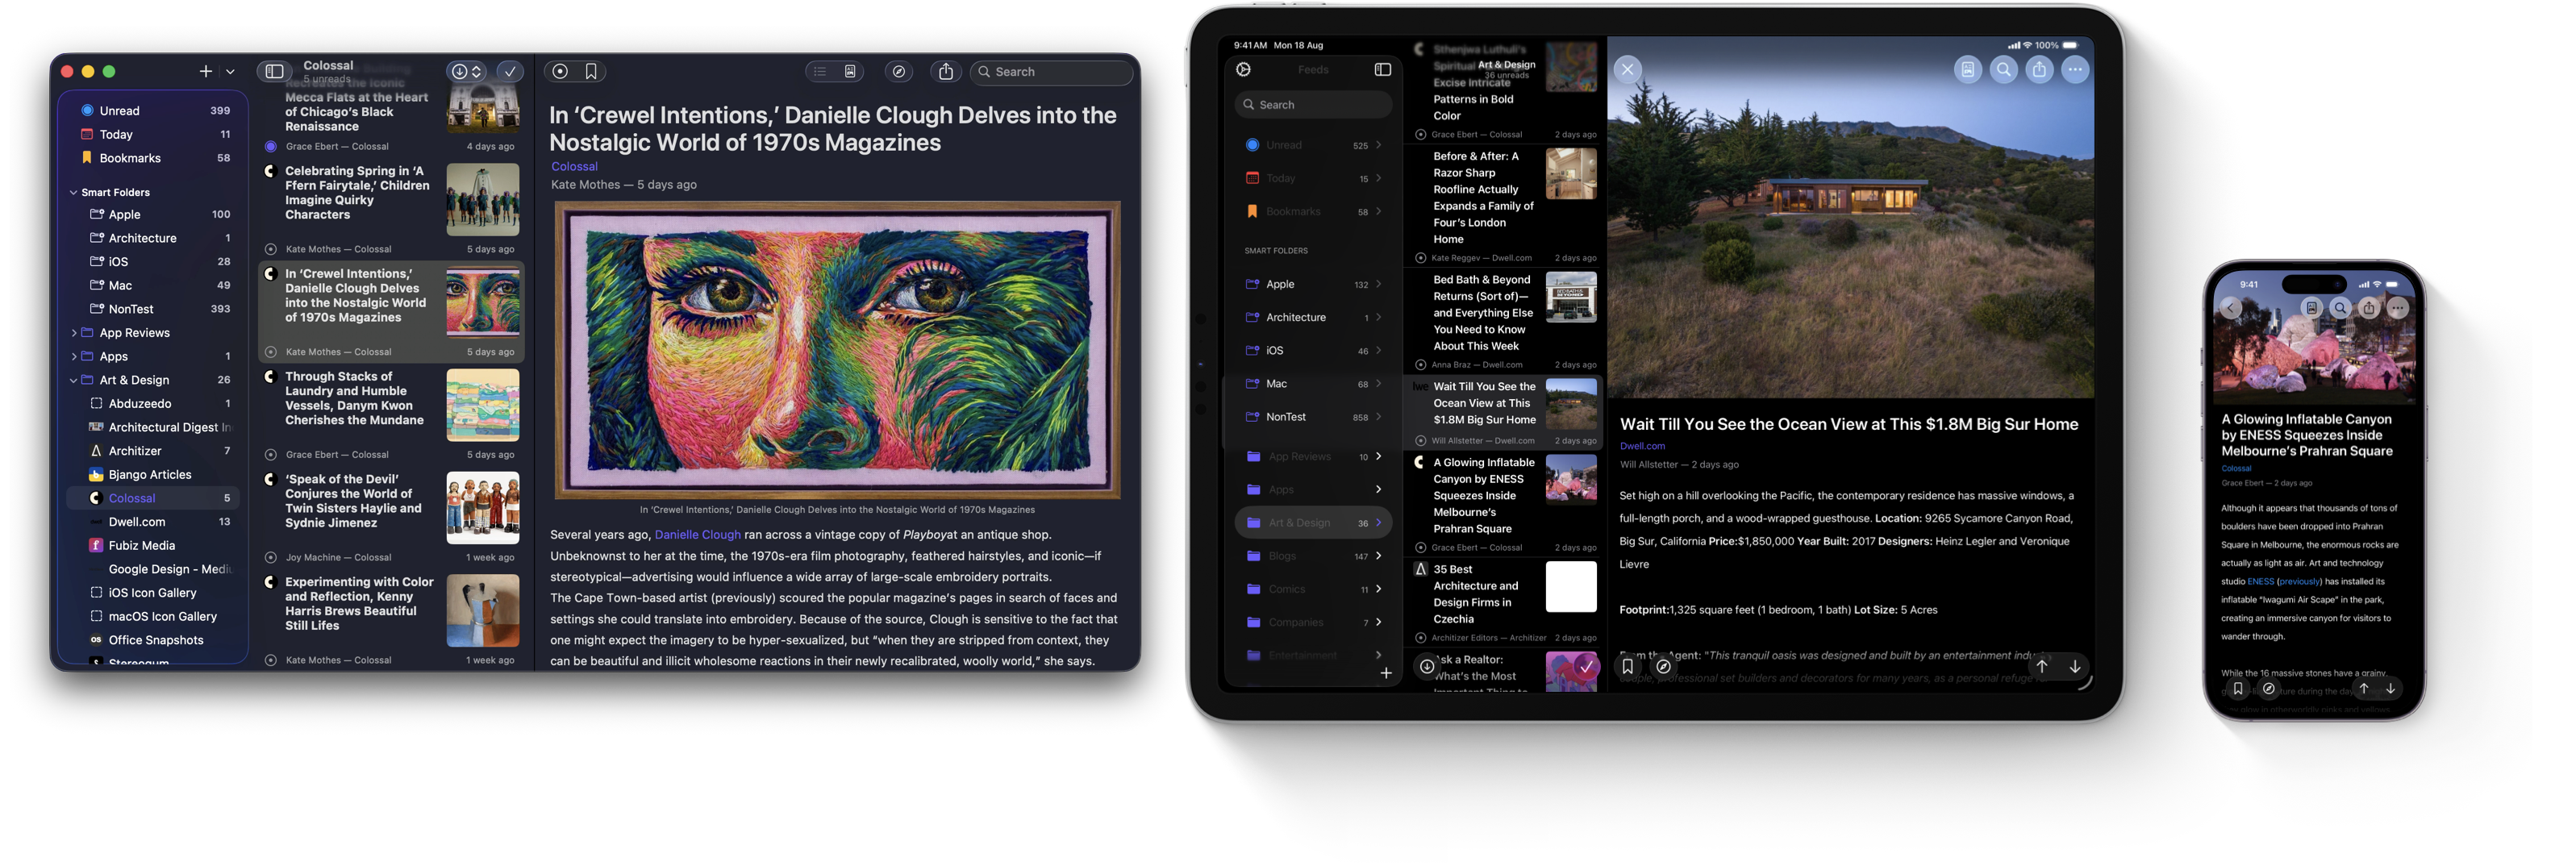 Unread 399
Today 11
Bookmarks 58
Smart Folders
Apple 100
Architecture 1
iOS 28
Mac 49
NonTest 393
App Reviews
Apps 1
Art & Design 26
Abduzeedo 1
Architectural Digest In
Architizer 7
Bjango Articles
Colossal 5
Dwell.com 13
Fubiz Media
Google Design - Mediu
iOS Icon Gallery
macOS Icon Gallery
Office Snapshots
Stereogum
Colossal
5 unreads
Recreates the Iconic
Mecca Flats at the Heart
of Chicago's Black
Renaissance
Grace Ebert — Colossal 4 days ago
Celebrating Spring in ‘A
Ffern Fairytale,’ Children
Imagine Quirky
Characters
Kate Mothes — Colossal 5 days ago
In ‘Crewel Intentions,’
Danielle Clough Delves
into the Nostalgic World
of 1970s Magazines
Kate Mothes — Colossal 5 days ago
Through Stacks of
Laundry and Humble
Vessels, Danym Kwon
Cherishes the Mundane
Grace Ebert — Colossal 5 days ago
‘Speak of the Devil’
Conjures the World of
Twin Sisters Haylie and
Sydnie Jimenez
Joy Machine — Colossal 1 week ago
Experimenting with Color
and Reflection, Kenny
Harris Brews Beautiful
Still Lifes
Kate Mothes — Colossal 1 week ago
Search
In ‘Crewel Intentions,’ Danielle Clough Delves into the
Nostalgic World of 1970s Magazines
Colossal
Kate Mothes — 5 days ago
In ‘Crewel Intentions,’ Danielle Clough Delves into the Nostalgic World of 1970s Magazines
Several years ago, Danielle Clough ran across a vintage copy of Playboyat an antique shop.
Unbeknownst to her at the time, the 1970s-era film photography, feathered hairstyles, and iconic—if
stereotypical—advertising would influence a wide array of large-scale embroidery portraits.
The Cape Town-based artist (previously) scoured the popular magazine's pages in search of faces and
settings she could translate into embroidery. Because of the source, Clough is sensitive to the fact that
one might expect the imagery to be hyper-sexualized, but “when they are stripped from context, they
can be beautiful and illicit wholesome reactions in their newly recalibrated, woolly world,” she says.
9:41 AM Mon 18 Aug
Feeds
Search
Unread 525
Today 15
Bookmarks 58
SMART FOLDERS
Apple 132
Architecture 1
iOS 46
Mac 68
NonTest 858
App Reviews 10
Apps
Art & Design 36
Blogs 147
Comics 11
Companies 7
Entertainment
Art & Design
36 unreads
Sthenjwa Luthuli's
Spiritual
Excise Intricate
Patterns in Bold
Color
Grace Ebert — Colossal 2 days ago
Before & After: A
Razor Sharp
Roofline Actually
Expands a Family of
Four's London
Home
Kate Reggev — Dwell.com 2 days ago
Bed Bath & Beyond
Returns (Sort of)—
and Everything Else
You Need to Know
About This Week
BED BATH &
BEYOND
Anna Braz — Dwell.com 2 days ago
Wait Till You See the
Ocean View at This
$1.8M Big Sur Home
Will Allstetter — Dwell.com 2 days ago
A Glowing Inflatable
Canyon by ENESS
Squeezes Inside
Melbourne's
Prahran Square
Grace Ebert — Colossal 2 days ago
35 Best
Architecture and
Design Firms in
Czechia
Architizer Editors — Architizer 2 days ago
Ask a Realtor:
What's the Most
Important Thing to
100%
Wait Till You See the Ocean View at This $1.8M Big Sur Home
Dwell.com
Will Allstetter — 2 days ago
Set high on a hill overlooking the Pacific, the contemporary residence has massive windows, a
full-length porch, and a wood-wrapped guesthouse. Location: 9265 Sycamore Canyon Road,
Big Sur, California Price:$1,850,000 Year Built: 2017 Designers: Heinz Legler and Veronique
Lievre
Footprint:1,325 square feet (1 bedroom, 1 bath) Lot Size: 5 Acres
From the Agent: "This tranquil oasis was designed and built by an entertainment
couple, professional set builders and decorators for many years, as a personal refuge
9:41
A Glowing Inflatable Canyon
by ENESS Squeezes Inside
Melbourne's Prahran Square
Colossal
Grace Ebert — 2 days ago
Although it appears that thousands of tons of
boulders have been dropped into Prahran
Square in Melbourne, the enormous rocks are
actually as light as air. Art and technology
studio ENESS (previously) has installed its
inflatable “Iwagumi Air Scape” in the park,
creating an immersive canyon for visitors to
wander through.
While the 16 massive stones have a grainy,
during the day
glow in otherworldly pinks and yellows